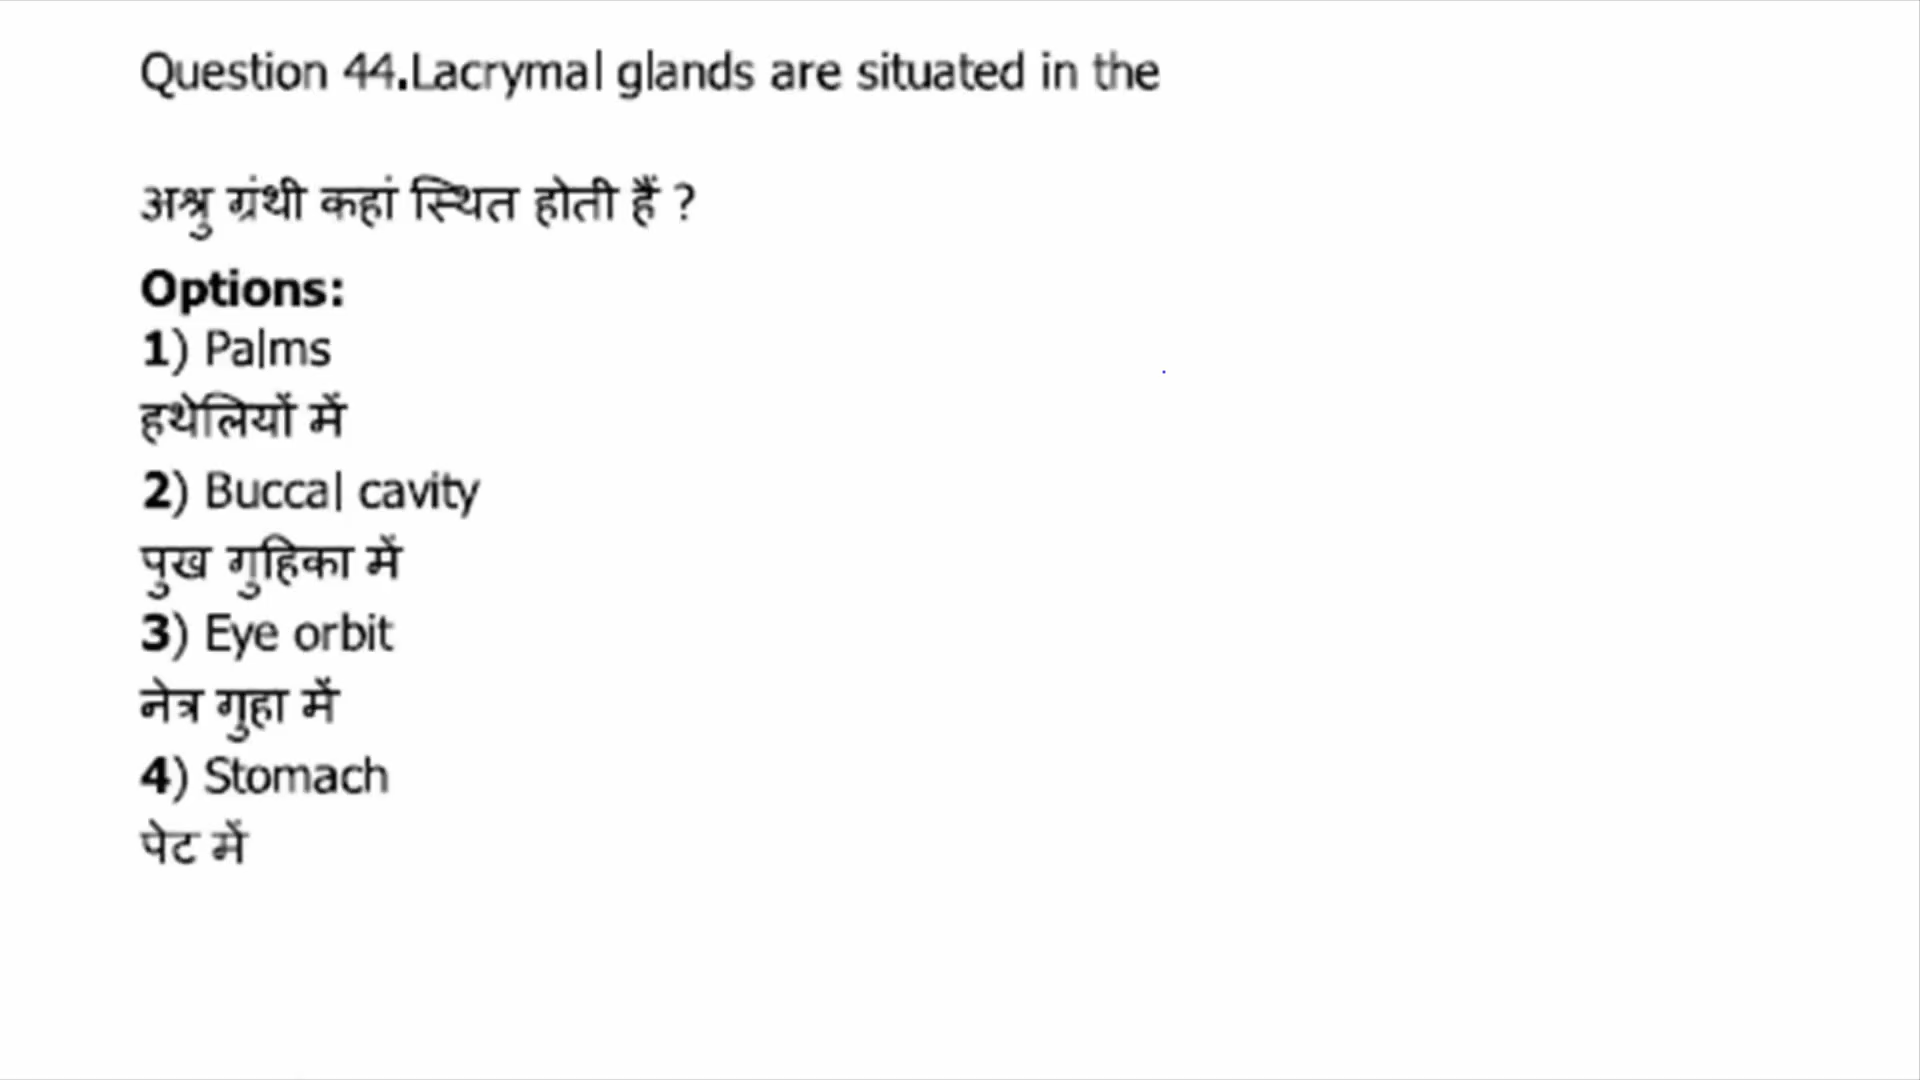 Question 44.Lacrymal glands are situated in the
अश्रु ग्रंथी कहां स्थित होती हैं ?
Options:
1) Palms
हथेलियों में
2) Buccal cavity
पुख गुहिका में
3) Eye orbit
नेत्र गुहा में
4) Stomach
पेट में